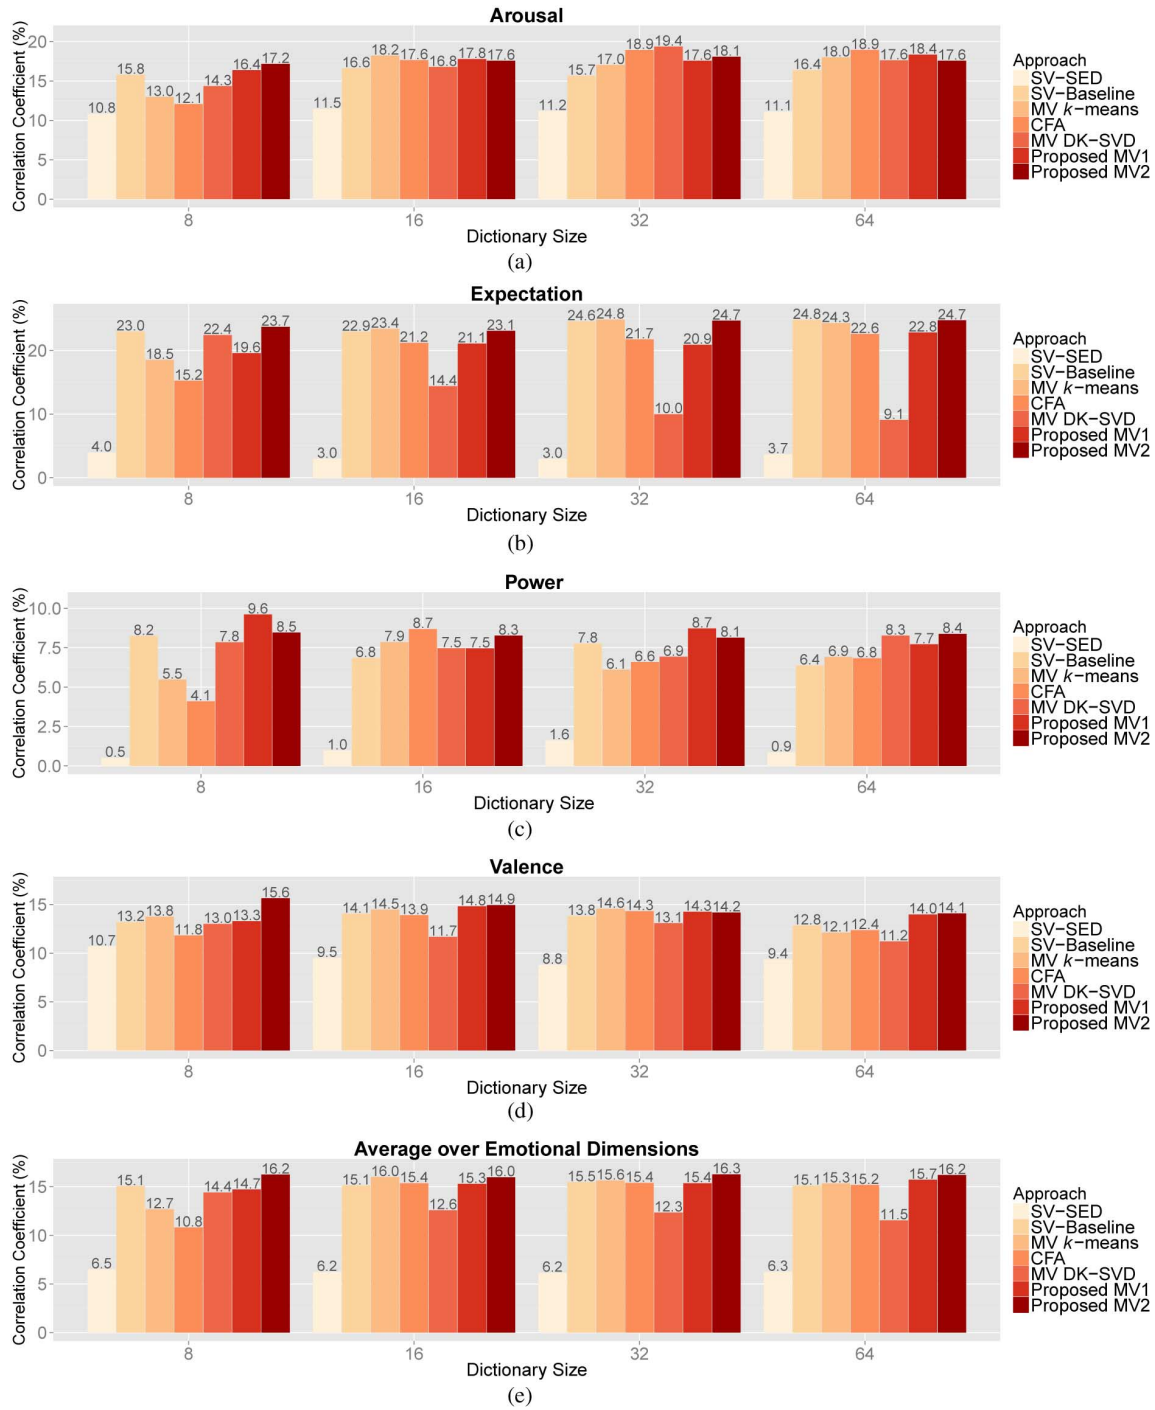 Arousal
Correlation Coefficient (%)
20
15
10
5
0
10.8 15.8 13.0 12.1 14.3 16.4 17.2
11.5 16.6 18.2 17.6 16.8 17.8 17.6
11.2 15.7 17.0 18.9 19.4 17.6 18.1
11.1 16.4 18.0 18.9 17.6 18.4 17.6
8 16 32 64
Dictionary Size
Approach
SV−SED
SV−Baseline
MV k−means
CFA
MV DK−SVD
Proposed MV1
Proposed MV2
(a)
Expectation
Correlation Coefficient (%)
20
10
0
4.0 23.0 18.5 15.2 22.4 19.6 23.7
3.0 22.9 23.4 21.2 14.4 21.1 23.1
3.0 24.6 24.8 21.7 10.0 20.9 24.7
3.7 24.8 24.3 22.6 9.1 22.8 24.7
8 16 32 64
Dictionary Size
Approach
SV−SED
SV−Baseline
MV k−means
CFA
MV DK−SVD
Proposed MV1
Proposed MV2
(b)
Power
Correlation Coefficient (%)
10.0
7.5
5.0
2.5
0.0
0.5 8.2 5.5 4.1 7.8 9.6 8.5
1.0 6.8 7.9 8.7 7.5 7.5 8.3
1.6 7.8 6.1 6.6 6.9 8.7 8.1
0.9 6.4 6.9 6.8 8.3 7.7 8.4
8 16 32 64
Dictionary Size
Approach
SV−SED
SV−Baseline
MV k−means
CFA
MV DK−SVD
Proposed MV1
Proposed MV2
(c)
Valence
Correlation Coefficient (%)
15
10
5
0
10.7 13.2 13.8 11.8 13.0 13.3 15.6
9.5 14.1 14.5 13.9 11.7 14.8 14.9
8.8 13.8 14.6 14.3 13.1 14.3 14.2
9.4 12.8 12.1 12.4 11.2 14.0 14.1
8 16 32 64
Dictionary Size
Approach
SV−SED
SV−Baseline
MV k−means
CFA
MV DK−SVD
Proposed MV1
Proposed MV2
(d)
Average over Emotional Dimensions
Correlation Coefficient (%)
15
10
5
0
6.5 15.1 12.7 10.8 14.4 14.7 16.2
6.2 15.1 16.0 15.4 12.6 15.3 16.0
6.2 15.5 15.6 15.4 12.3 15.4 16.3
6.3 15.1 15.3 15.2 11.5 15.7 16.2
8 16 32 64
Dictionary Size
Approach
SV−SED
SV−Baseline
MV k−means
CFA
MV DK−SVD
Proposed MV1
Proposed MV2
(e)